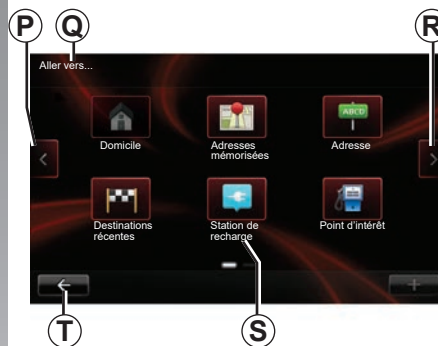 P
Q
R
Aller vers...
Domicile
Adresses
mémorisées
ABCD
Adresse
Destinations
récentes
Station de
recharge
Point d'intérêt
T
S